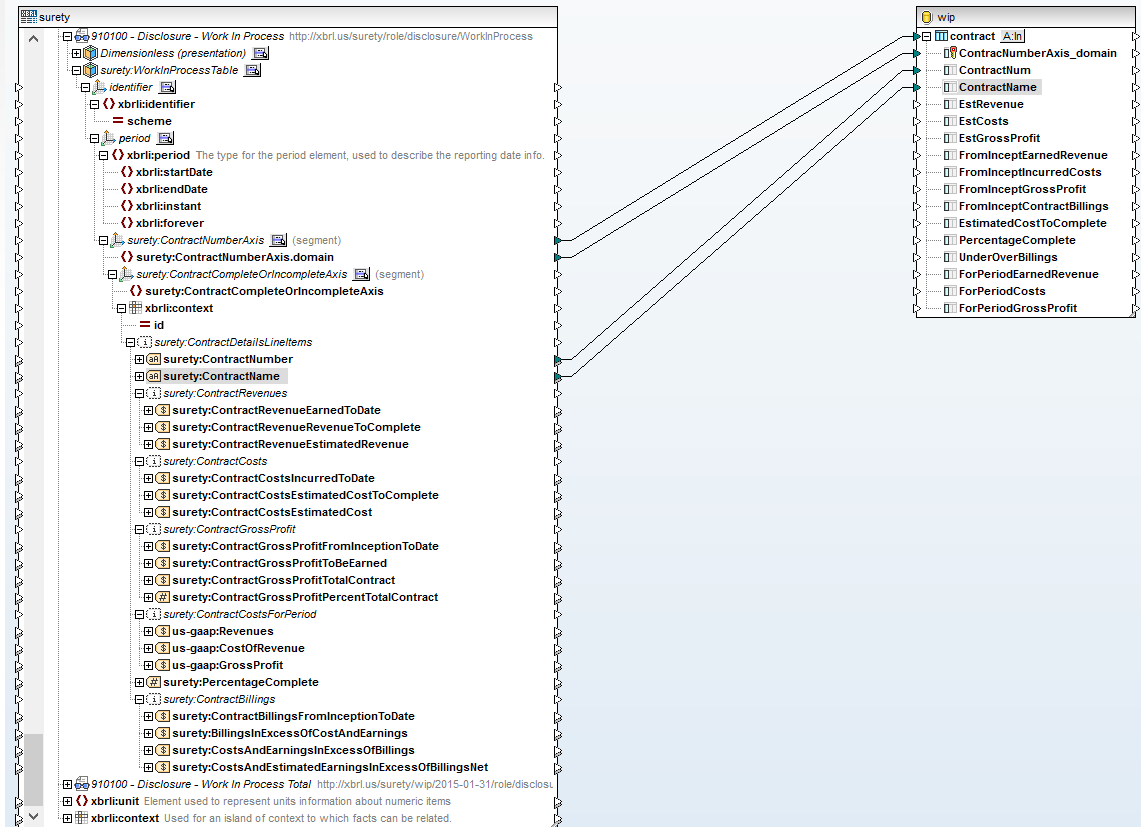 surety
910100 - Disclosure - Work In Process http://xbrl.us/surety/role/disclosure/WorkInProcess
Dimensionless (presentation)
surety:WorkInProcessTable
identifier
xbrli:identifier
scheme
period
xbrli:period The type for the period element, used to describe the reporting date info.
xbrli:startDate
xbrli:endDate
xbrli:instant
xbrli:forever
surety:ContractNumberAxis (segment)
surety:ContractNumberAxis.domain
surety:ContractCompleteOrIncompleteAxis (segment)
surety:ContractCompleteOrIncompleteAxis
xbrli:context
id
surety:ContractDetailsLineItems
surety:ContractNumber
surety:ContractName
surety:ContractRevenues
surety:ContractRevenueEarnedToDate
surety:ContractRevenueRevenueToComplete
surety:ContractRevenueEstimatedRevenue
surety:ContractCosts
surety:ContractCostsIncurredToDate
surety:ContractCostsEstimatedCostToComplete
surety:ContractCostsEstimatedCost
surety:ContractGrossProfit
surety:ContractGrossProfitFromInceptionToDate
surety:ContractGrossProfitToBeEarned
surety:ContractGrossProfitTotalContract
surety:ContractGrossProfitPercentTotalContract
surety:ContractCostsForPeriod
us-gaap:Revenues
us-gaap:CostOfRevenue
us-gaap:GrossProfit
surety:PercentageComplete
surety:ContractBillings
surety:ContractBillingsFromInceptionToDate
surety:BillingsInExcessOfCostAndEarnings
surety:CostsAndEarningsInExcessOfBillings
surety:CostsAndEstimatedEarningsInExcessOfBillingsNet
910100 - Disclosure - Work In Process Total http://xbrl.us/surety/wip/2015-01-31/role/disclosu
xbrli:unit Element used to represent units information about numeric items
xbrli:context Used for an island of context to which facts can be related.
wip
contract A:In
ContracNumberAxis_domain
ContractNum
ContractName
EstRevenue
EstCosts
EstGrossProfit
FromInceptEarnedRevenue
FromInceptIncurredCosts
FromInceptGrossProfit
FromInceptContractBillings
EstimatedCostToComplete
PercentageComplete
UnderOverBillings
ForPeriodEarnedRevenue
ForPeriodCosts
ForPeriodGrossProfit